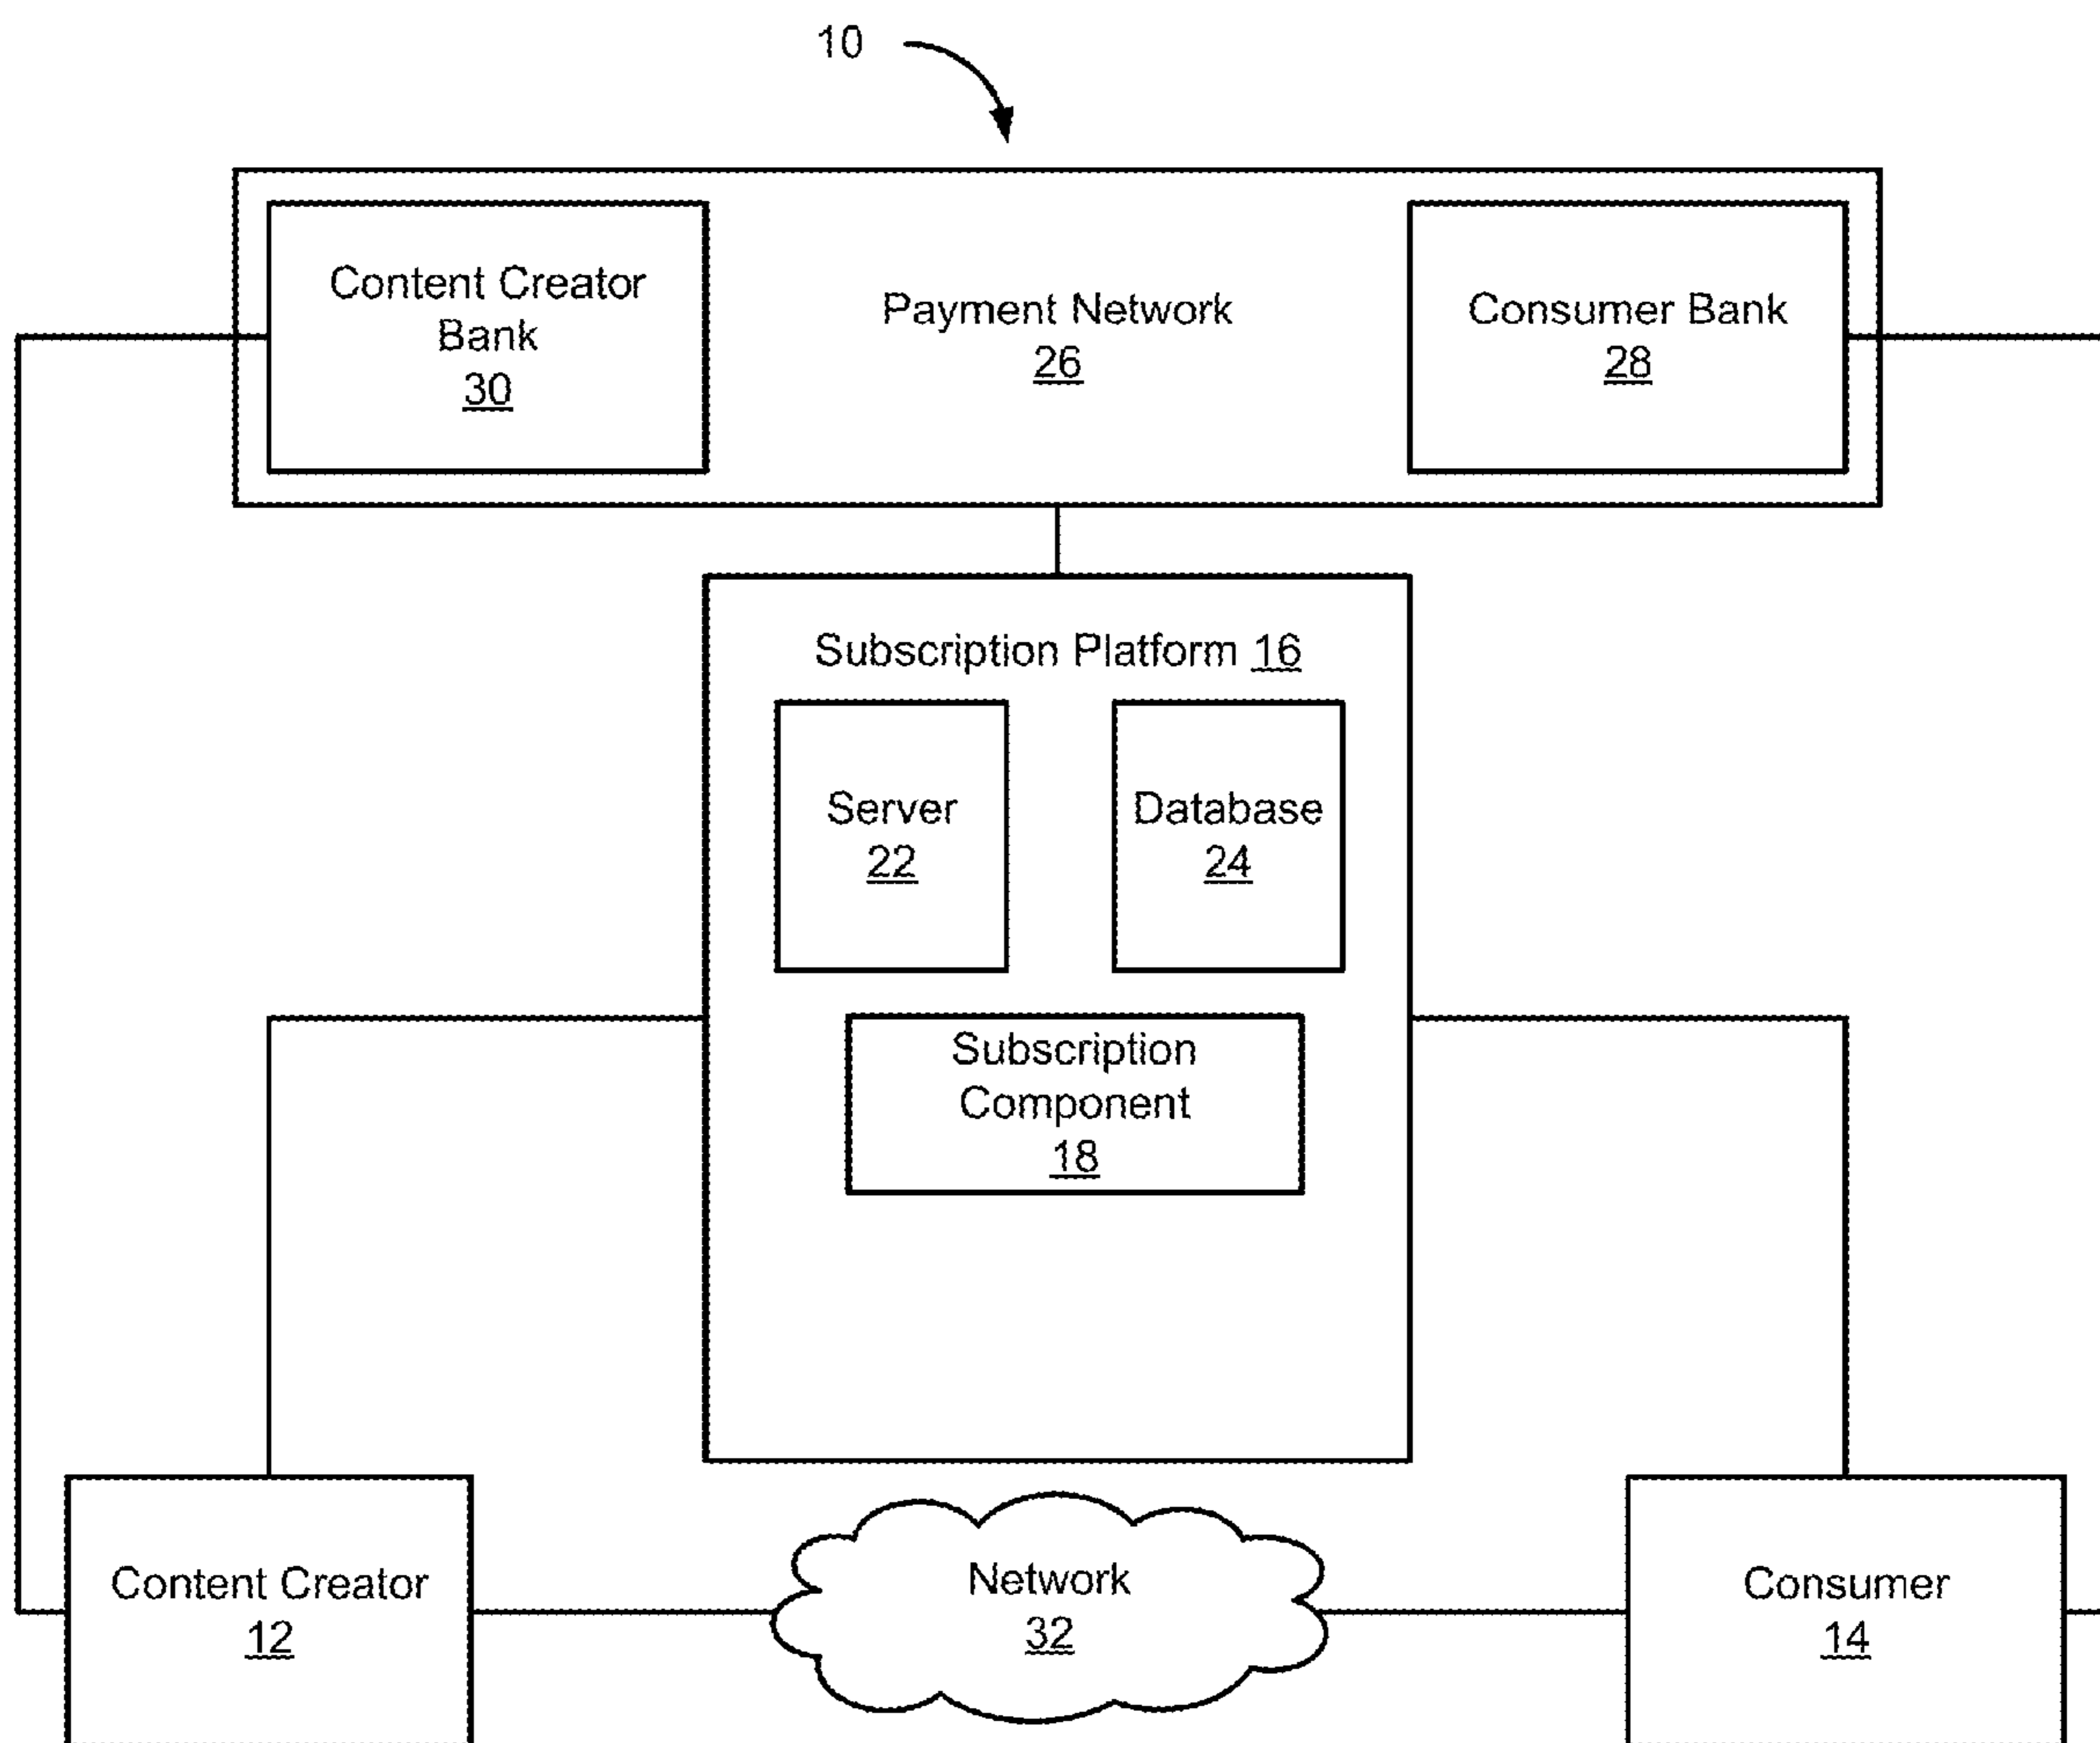 10
Content Creator
Bank
30
Payment Network
26
Consumer Bank
28
Subscription Platform 16
Server
22
Database
24
Subscription
Component
18
Content Creator
12
Network
32
Consumer
14